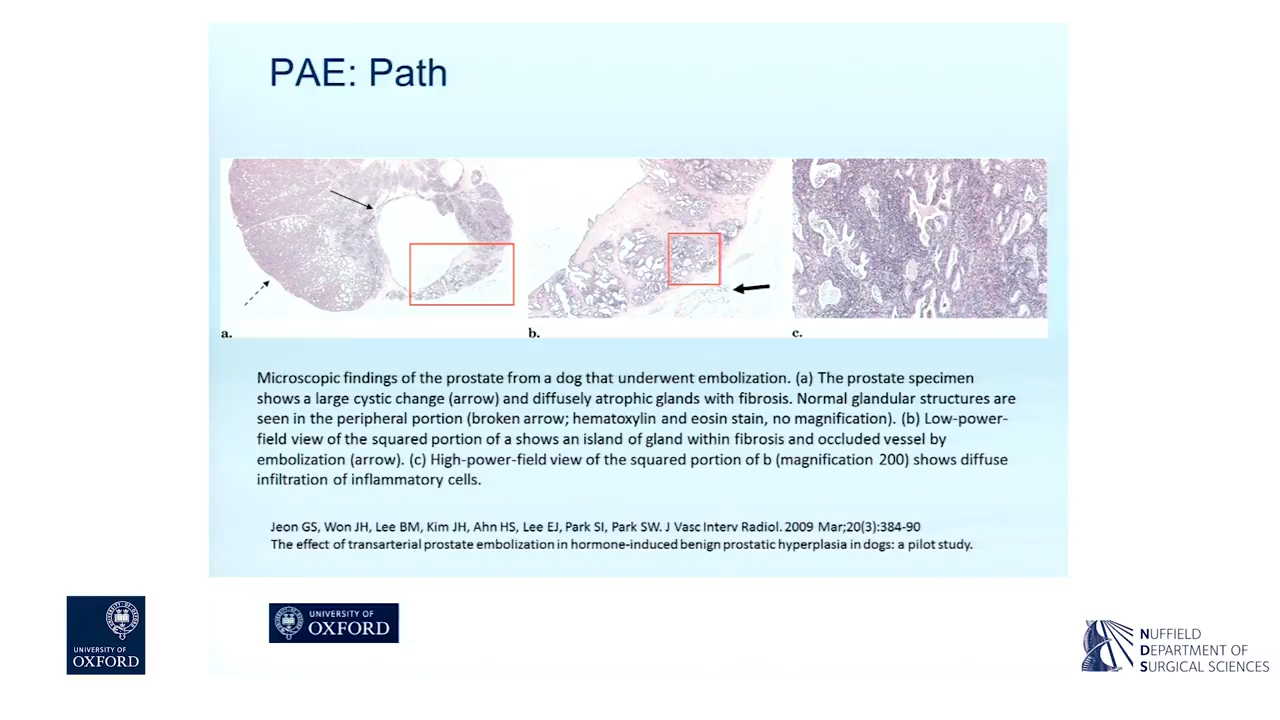 PAE: Path
a.
b.
c.
Microscopic findings of the prostate from a dog that underwent embolization. (a) The prostate specimen
shows a large cystic change (arrow) and diffusely atrophic glands with fibrosis. Normal glandular structures are
seen in the peripheral portion (broken arrow; hematoxylin and eosin stain, no magnification). (b) Low-power-
field view of the squared portion of a shows an island of gland within fibrosis and occluded vessel by
embolization (arrow). (c) High-power-field view of the squared portion of b (magnification 200) shows diffuse
infiltration of inflammatory cells.
Jeon GS, Won JH, Lee BM, Kim JH, Ahn HS, Lee EJ, Park SI, Park SW. J Vasc Interv Radiol. 2009 Mar;20(3):384-90
The effect of transarterial prostate embolization in hormone-induced benign prostatic hyperplasia in dogs: a pilot study.
UNIVERSITY OF
OXFORD
UNIVERSITY OF
OXFORD
NUFFIELD
DEPARTMENT OF
SURGICAL SCIENCES